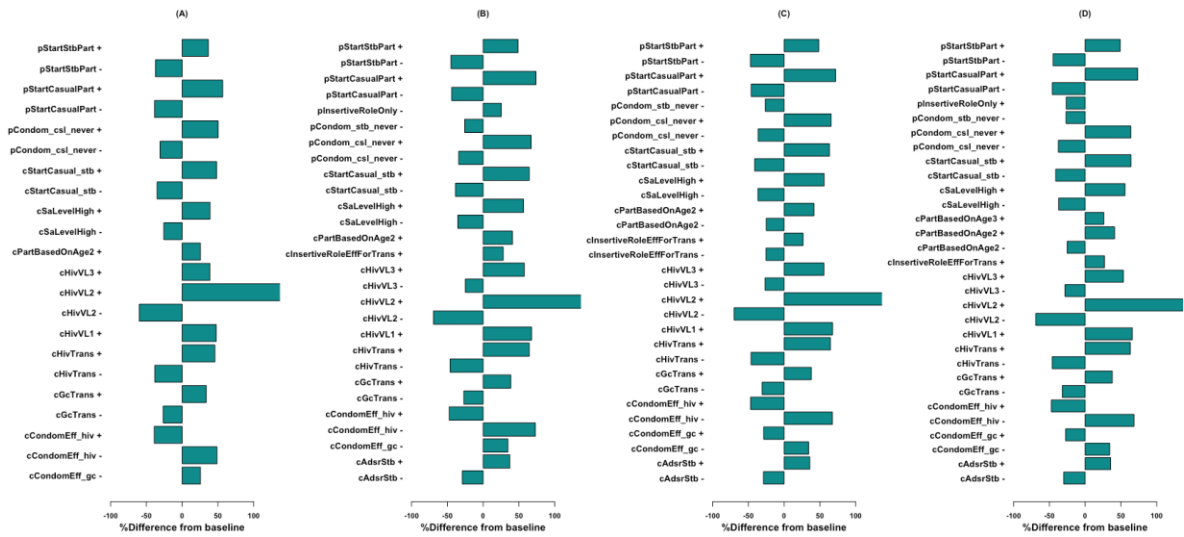 (A)
pStartStbPart +
pStartStbPart -
pStartCasualPart +
pStartCasualPart -
pCondom_csl_never +
pCondom_csl_never -
cStartCasual_stb +
cStartCasual_stb -
cSaLevelHigh +
cSaLevelHigh -
cPartBasedOnAge2 +
cHivVL3 +
cHivVL2 +
cHivVL2 -
cHivVL1 +
cHivTrans +
cHivTrans -
cGcTrans +
cGcTrans -
cCondomEff_hiv +
cCondomEff_hiv -
cCondomEff_gc -
-100 -50 0 50 100
%Difference from baseline
(B)
pStartStbPart +
pStartStbPart -
pStartCasualPart +
pStartCasualPart -
pInsertiveRoleOnly -
pCondom_stb_never -
pCondom_csl_never +
pCondom_csl_never -
cStartCasual_stb +
cStartCasual_stb -
cSaLevelHigh +
cSaLevelHigh -
cPartBasedOnAge2 +
cInsertiveRoleEffForTrans +
cHivVL3 +
cHivVL3 -
cHivVL2 +
cHivVL2 -
cHivVL1 +
cHivTrans +
cHivTrans -
cGcTrans +
cGcTrans -
cCondomEff_hiv +
cCondomEff_hiv -
cCondomEff_gc -
cAdsrStb +
cAdsrStb -
-100 -50 0 50 100
%Difference from baseline
(C)
pStartStbPart +
pStartStbPart -
pStartCasualPart +
pStartCasualPart -
pCondom_stb_never -
pCondom_csl_never +
pCondom_csl_never -
cStartCasual_stb +
cStartCasual_stb -
cSaLevelHigh +
cSaLevelHigh -
cPartBasedOnAge2 +
cPartBasedOnAge2 -
cInsertiveRoleEffForTrans +
cInsertiveRoleEffForTrans -
cHivVL3 +
cHivVL3 -
cHivVL2 +
cHivVL2 -
cHivVL1 +
cHivTrans +
cHivTrans -
cGcTrans +
cGcTrans -
cCondomEff_hiv +
cCondomEff_hiv -
cCondomEff_gc +
cCondomEff_gc -
cAdsrStb +
cAdsrStb -
-100 -50 0 50 100
%Difference from baseline
(D)
pStartStbPart +
pStartStbPart -
pStartCasualPart +
pStartCasualPart -
pInsertiveRoleOnly +
pCondom_stb_never -
pCondom_csl_never +
pCondom_csl_never -
cStartCasual_stb +
cStartCasual_stb -
cSaLevelHigh +
cSaLevelHigh -
cPartBasedOnAge3 +
cPartBasedOnAge2 +
cPartBasedOnAge2 -
cInsertiveRoleEffForTrans +
cHivVL3 +
cHivVL3 -
cHivVL2 +
cHivVL2 -
cHivVL1 +
cHivTrans +
cHivTrans -
cGcTrans +
cGcTrans -
cCondomEff_hiv +
cCondomEff_hiv -
cCondomEff_gc +
cCondomEff_gc -
cAdsrStb +
cAdsrStb -
-100 -50 0 50 100
%Difference from baseline